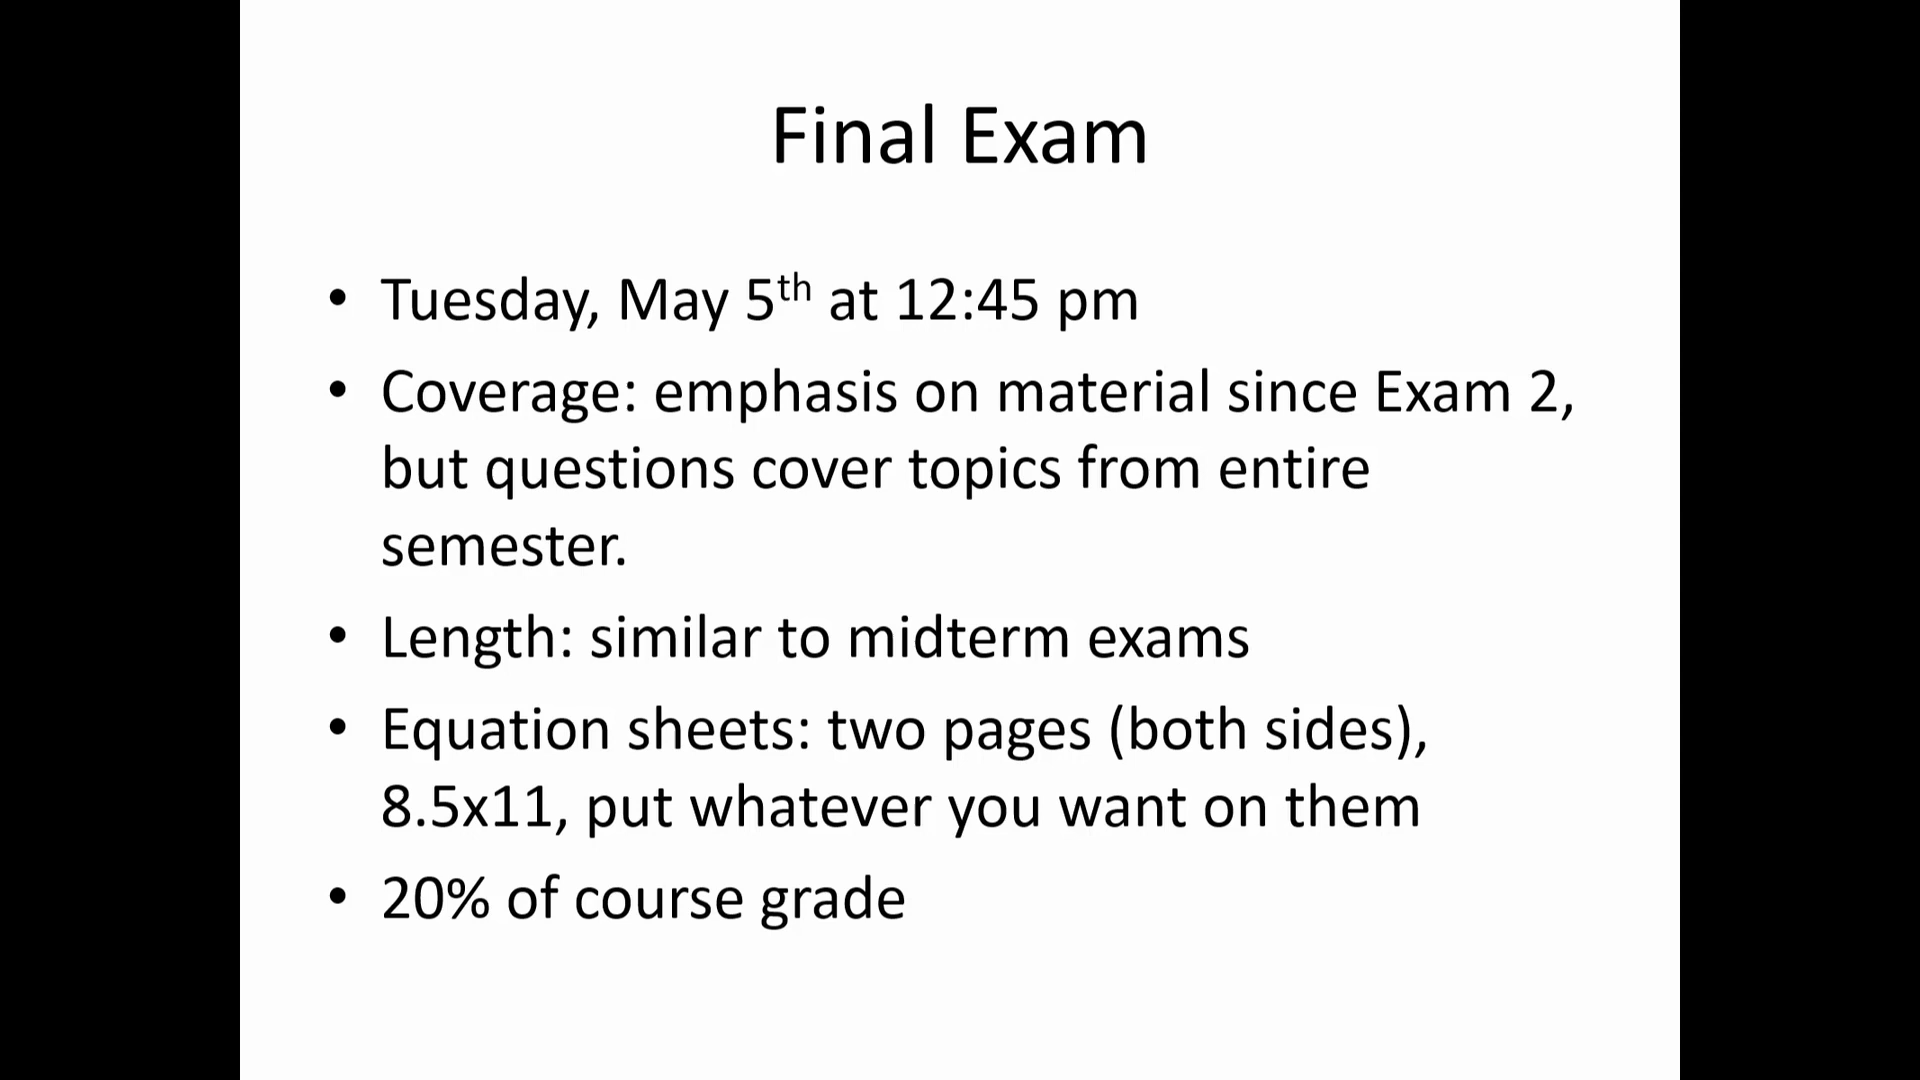 Final Exam
• Tuesday, May 5th at 12:45 pm
• Coverage: emphasis on material since Exam 2,
but questions cover topics from entire
semester.
• Length: similar to midterm exams
• Equation sheets: two pages (both sides),
8.5x11, put whatever you want on them
• 20% of course grade